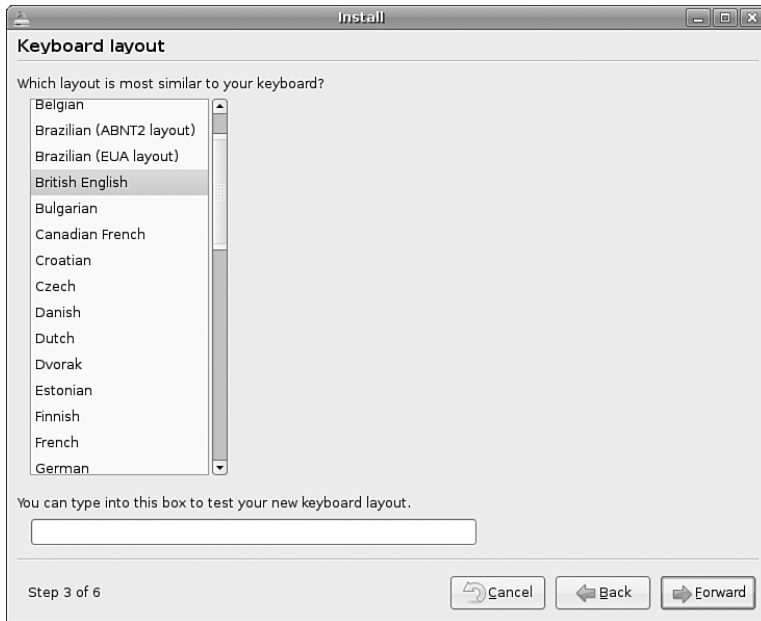 Install
Keyboard layout
Which layout is most similar to your keyboard?
Belgian
Brazilian (ABNT2 layout)
Brazilian (EUA layout)
British English
Bulgarian
Canadian French
Croatian
Czech
Danish
Dutch
Dvorak
Estonian
Finnish
French
German
You can type into this box to test your new keyboard layout.
Step 3 of 6
Cancel
Back
Forward